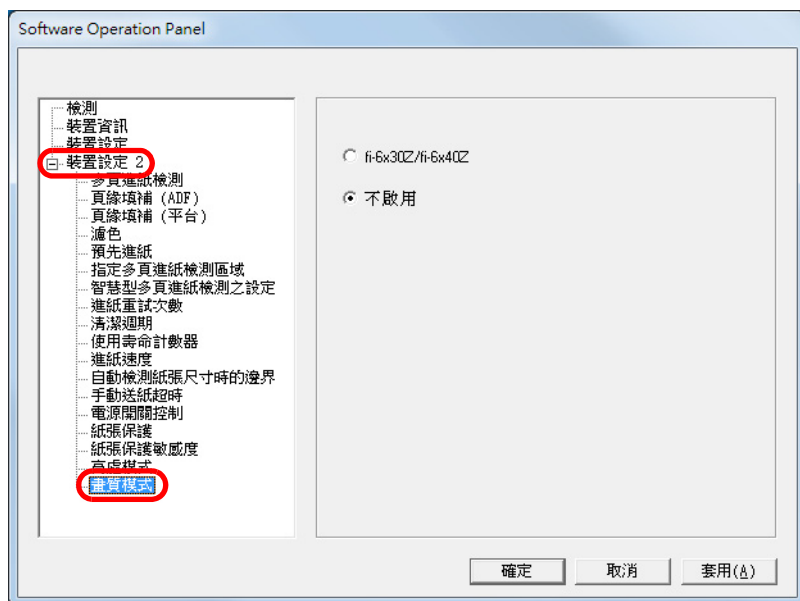 Software Operation Panel
檢測
裝置資訊
裝置設定
裝置設定 2
多頁進紙檢測
頁緣填補 (ADF)
頁緣填補 (平台)
濾色
預先進紙
指定多頁進紙檢測區域
智慧型多頁進紙檢測之設定
進紙重試次數
清潔週期
使用壽命計數器
進紙速度
自動檢測紙張尺寸時的邊界
手動送紙超時
電源開關控制
紙張保護
紙張保護敏感度
高處模式
畫質模式
fi-6x30Z/fi-6x40Z
不啟用
確定
取消
套用(A)